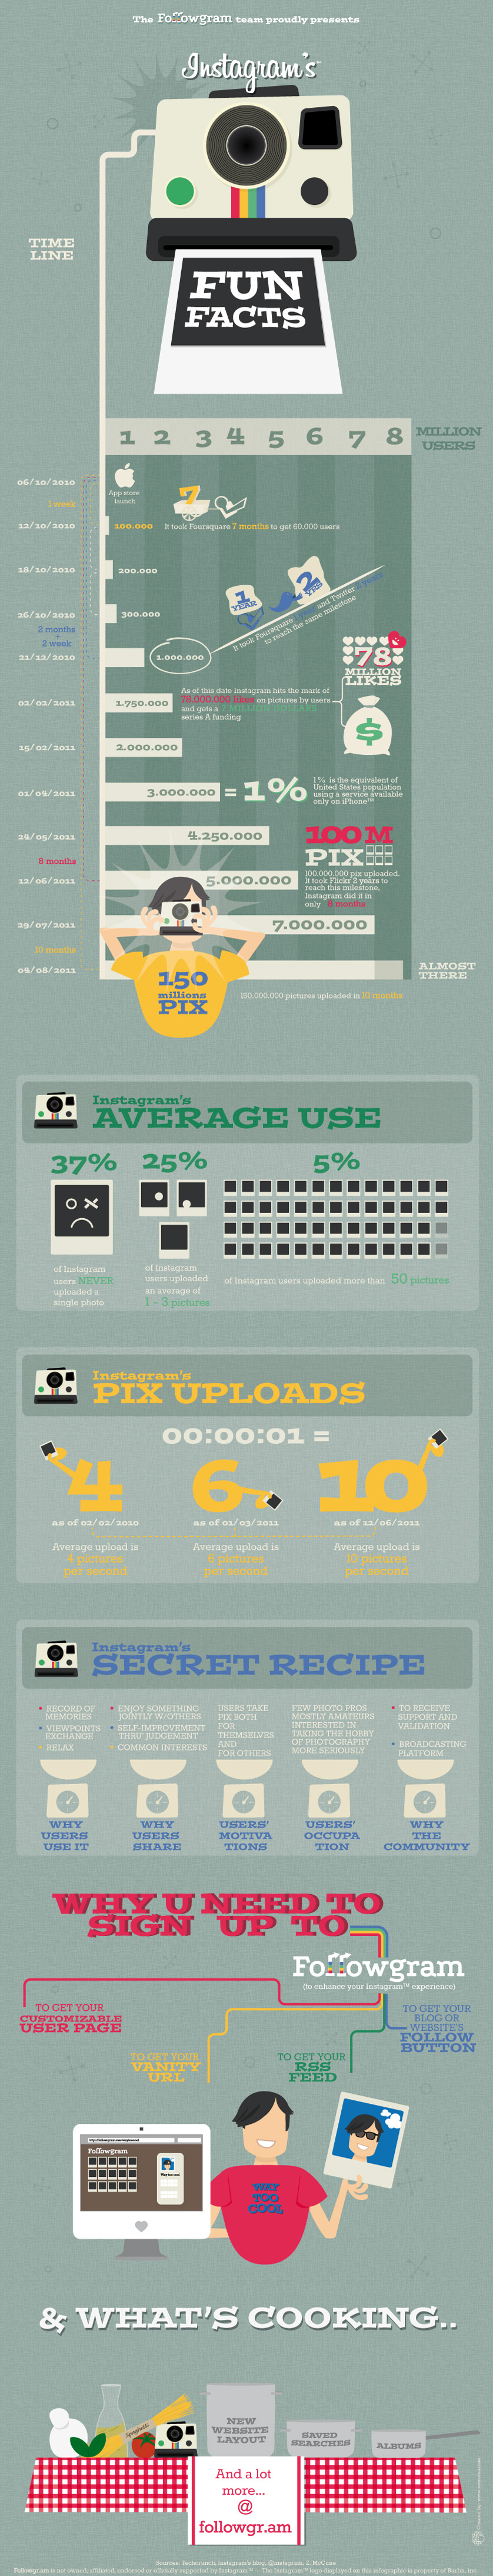 The Followgram team proudly presents
Instagram's™
FUN
FACTS
TIME
LINE
1 2 3 4 5 6 7 8 MILLION
USERS
06/10/2010
App store
launch
1 week
7
12/10/2010
100.000
It took Foursquare 7 months to get 60.000 users
18/10/2010
200.000
1
YEAR
2
YRS
26/10/2010
300.000
It took Foursquare 1 year and Twitter 2 years
to reach the same milestone
2 months
+
2 week
21/12/2010
1.000.000
78
MILLION
LIKES
02/02/2011
1.750.000
As of this date Instagram hits the mark of
78.000.000 likes on pictures by users
and gets a 7 MILLION DOLLARS
series A funding
$
15/02/2011
2.000.000
01/04/2011
3.000.000 = 1%
1% is the equivalent of
United States population
using a service available
only on iPhone™
24/05/2011
4.250.000
100 M
PIX
8 months
12/06/2011
5.000.000
100.000.000 pix uploaded.
It took Flickr 2 years to
reach this milestone,
Instagram did it in
only 8 months
29/07/2011
7.000.000
10 months
04/08/2011
ALMOST
THERE
150
millions
PIX
150.000.000 pictures uploaded in 10 months
Instagram's
AVERAGE USE
37%
of Instagram
users NEVER
uploaded a
single photo
25%
of Instagram
users uploaded
an average of
1 - 3 pictures
5%
of Instagram users uploaded more than 50 pictures
Instagram's
PIX UPLOADS
00:00:01 =
4
as of 02/02/2010
Average upload is
4 pictures
per second
6
as of 01/03/2011
Average upload is
6 pictures
per second
10
as of 12/06/2011
Average upload is
10 pictures
per second
Instagram's
SECRET RECIPE
RECORD OF
MEMORIES
VIEWPOINTS
EXCHANGE
RELAX
WHY
USERS
USE IT
ENJOY SOMETHING
JOINTLY W/OTHERS
SELF-IMPROVEMENT
THRU' JUDGEMENT
COMMON INTERESTS
WHY
USERS
SHARE
USERS TAKE
PIX BOTH
FOR
THEMSELVES
AND
FOR OTHERS
USERS'
MOTIVA
TIONS
FEW PHOTO PROS
MOSTLY AMATEURS
INTERESTED IN
TAKING THE HOBBY
OF PHOTOGRAPHY
MORE SERIOUSLY
USERS'
OCCUPA
TION
TO RECEIVE
SUPPORT AND
VALIDATION
BROADCASTING
PLATFORM
WHY
THE
COMMUNITY
WHY U NEED TO
SIGN UP TO
Followgram
(to enhance your Instagram™ experience)
TO GET YOUR
CUSTOMIZABLE
USER PAGE
TO GET YOUR
VANITY
URL
TO GET YOUR
RSS
FEED
TO GET YOUR
BLOG OR
WEBSITE'S
FOLLOW
BUTTON
Followgram
Way too cool
WAY
TOO
COOL
& WHAT'S COOKING..
Spaghetti
NEW
WEBSITE
LAYOUT
SAVED
SEARCHES
ALBUMS
And a lot
more...
@
followgr.am
Sources: Techcrunch, Instagram's blog, @instagram, Z. McCune
Followgram is not owned, affiliated, endorsed or officially supported by Instagram™ - The Instagram™ logo displayed on this infographic is property of Burbn, Inc.